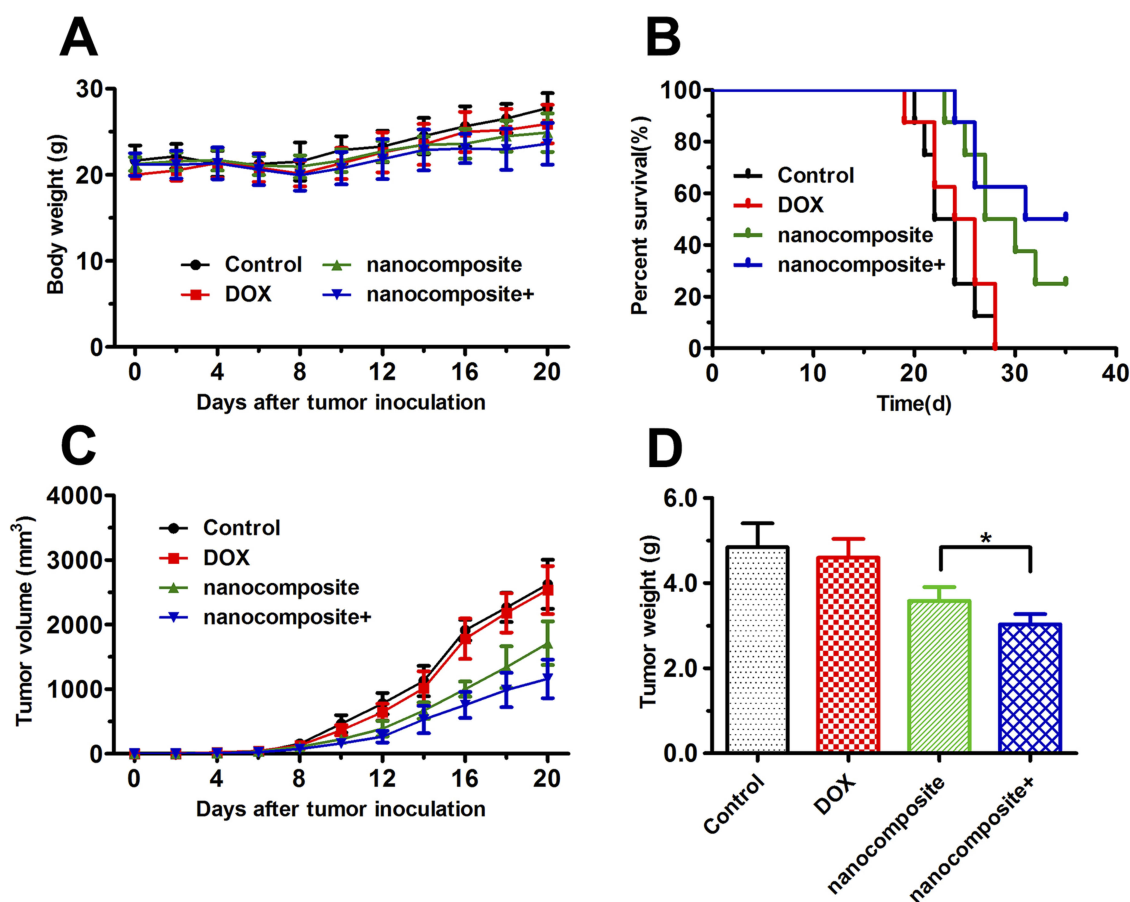 A
Body weight (g)
30
20
10
0
Control
DOX
nanocomposite
nanocomposite+
0 4 8 12 16 20
Days after tumor inoculation
B
Percent survival(%)
100
80
60
40
20
0
Control
DOX
nanocomposite
nanocomposite+
0 10 20 30 40
Time(d)
C
Tumor volume (mm³)
4000
3000
2000
1000
0
Control
DOX
nanocomposite
nanocomposite+
0 4 8 12 16 20
Days after tumor inoculation
D
Tumor weight (g)
6.0
4.0
2.0
0.0
*
Control
DOX
nanocomposite
nanocomposite+